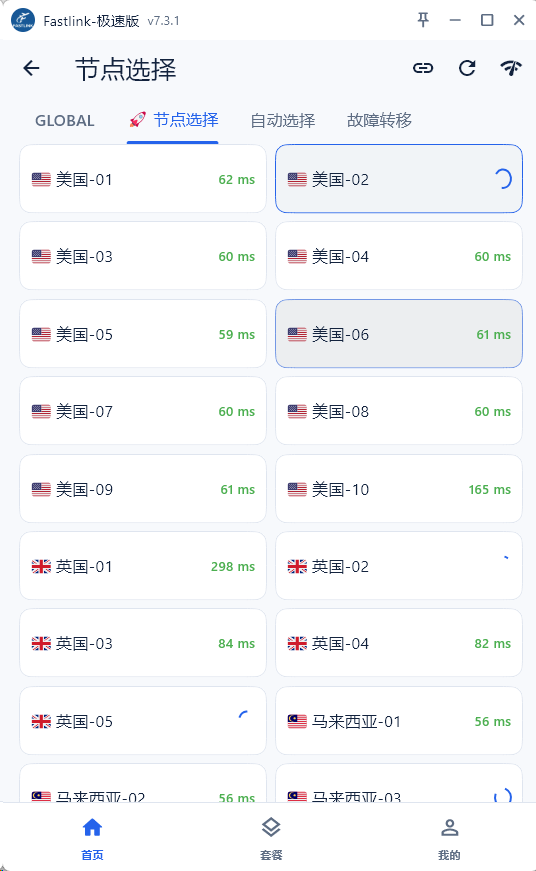 Fastlink-极速版 v7.3.1
节点选择
GLOBAL 🚀 节点选择 自动选择 故障转移
美国-01 62 ms 美国-02
美国-03 60 ms 美国-04 60 ms
美国-05 59 ms 美国-06 61 ms
美国-07 60 ms 美国-08 60 ms
美国-09 61 ms 美国-10 165 ms
英国-01 298 ms 英国-02
英国-03 84 ms 英国-04 82 ms
英国-05 马来西亚-01 56 ms
马来西亚-02 56 ms 马来西亚-03
首页 套餐 我的